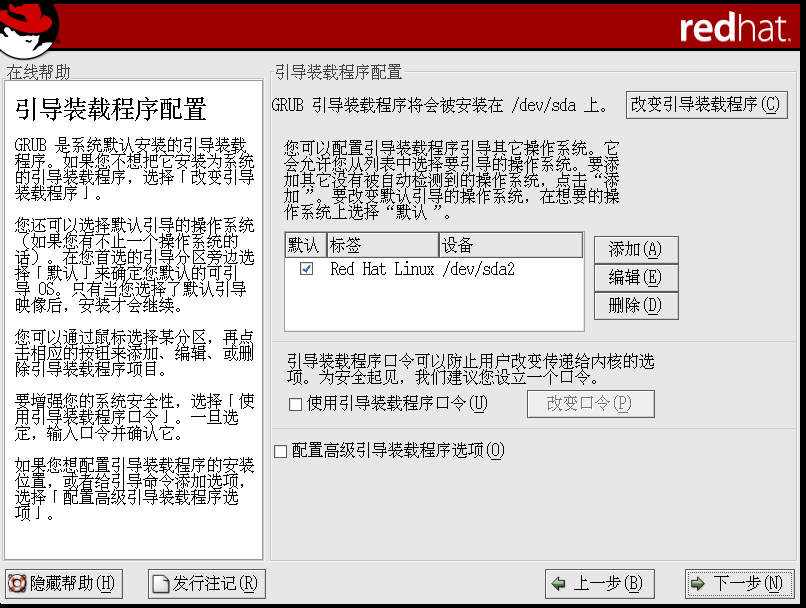 redhat.
在线帮助
引导装载程序配置
GRUB 是系统默认安装的引导装载
程序。如果您不想把它安装为系统
的引导装载程序，选择「改变引导
装载程序」。
您还可以选择默认引导的操作系统
（如果您有不止一个操作系统的
话）。在您首选的引导分区旁边选
择「默认」来确定您默认的可引
导 OS。只有当您选择了默认引导
映像后，安装才会继续。
您可以通过鼠标选择某分区，再点
击相应的按钮来添加、编辑、或删
除引导装载程序项目。
要增强您的系统安全性，选择「使
用引导装载程序口令」。一旦选
定，输入口令并确认它。
如果您想配置引导装载程序的安装
位置，或者给引导命令添加选项，
选择「配置高级引导装载程序选
项」。
引导装载程序配置
GRUB 引导装载程序将会被安装在 /dev/sda 上。 改变引导装载程序(C)
您可以配置引导装载程序引导其它操作系统。它
会允许您从列表中选择要引导的操作系统。要添
加其它没有被自动检测到的操作系统，点击 “添
加 ”。要改变默认引导的操作系统，在想要的操
作系统上选择 “默认 ”。
默认 标签 设备
Red Hat Linux /dev/sda2
添加(A)
编辑(E)
删除(D)
引导装载程序口令可以防止用户改变传递给内核的选
项。为安全起见，我们建议您设立一个口令。
使用引导装载程序口令(U) 改变口令(P)
配置高级引导装载程序选项(O)
隐藏帮助(H) 发行注记(R) 上一步(B) 下一步(N)